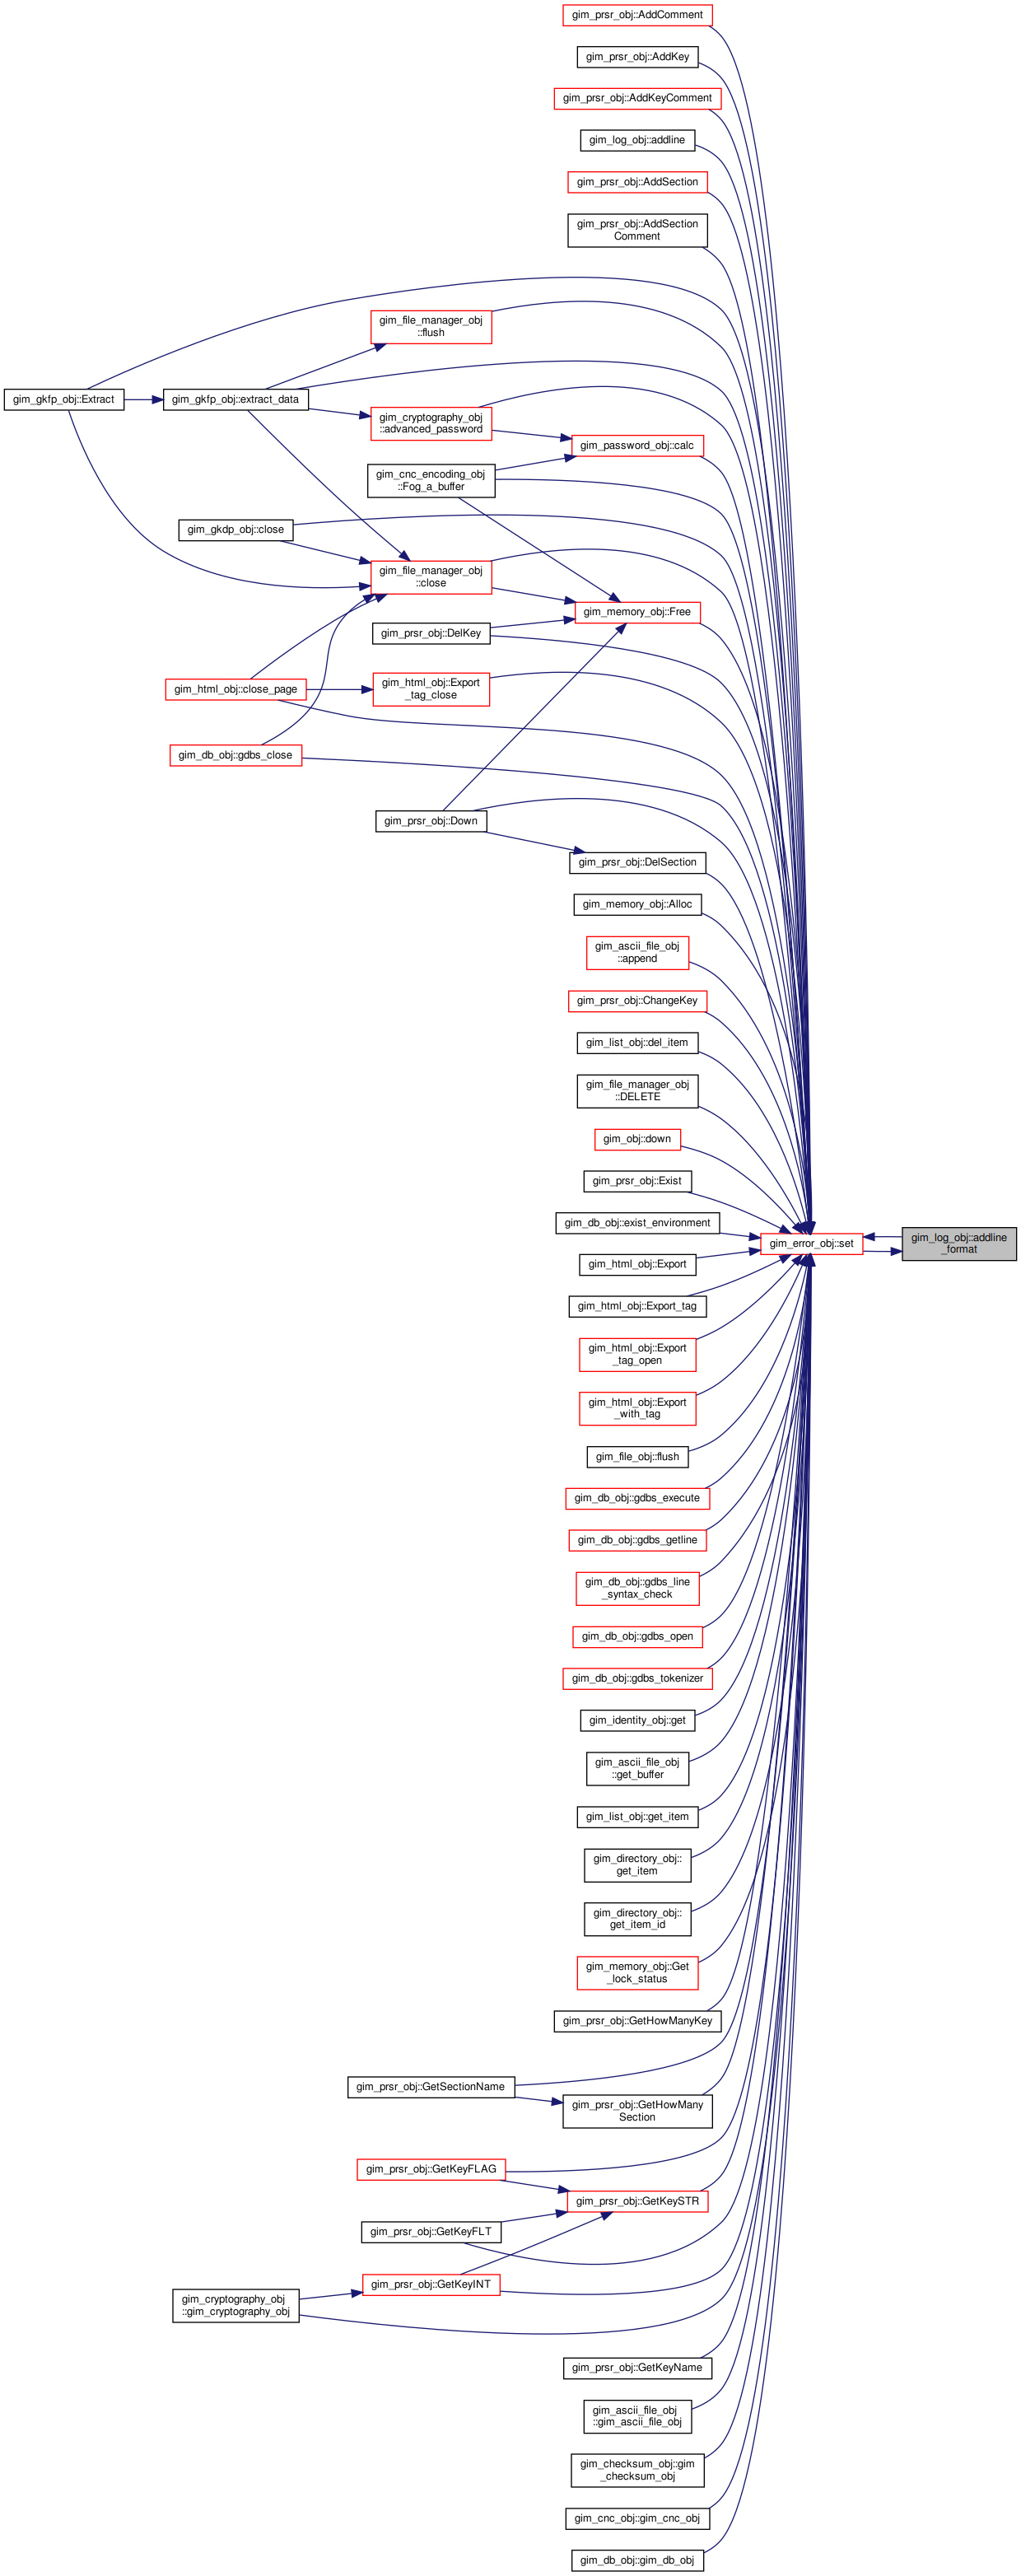 gim_prsr_obj::AddComment
gim_prsr_obj::AddKey
gim_prsr_obj::AddKeyComment
gim_log_obj::addline
gim_prsr_obj::AddSection
gim_prsr_obj::AddSection
Comment
gim_file_manager_obj
::flush
gim_gkfp_obj::Extract
gim_gkfp_obj::extract_data
gim_cryptography_obj
::advanced_password
gim_password_obj::calc
gim_cnc_encoding_obj
::Fog_a_buffer
gim_gkdp_obj::close
gim_file_manager_obj
::close
gim_memory_obj::Free
gim_prsr_obj::DelKey
gim_html_obj::close_page
gim_html_obj::Export
_tag_close
gim_db_obj::gdbs_close
gim_prsr_obj::Down
gim_prsr_obj::DelSection
gim_memory_obj::Alloc
gim_ascii_file_obj
::append
gim_prsr_obj::ChangeKey
gim_list_obj::del_item
gim_file_manager_obj
::DELETE
gim_obj::down
gim_prsr_obj::Exist
gim_db_obj::exist_environment
gim_error_obj::set
gim_log_obj::addline
_format
gim_html_obj::Export
gim_html_obj::Export_tag
gim_html_obj::Export
_tag_open
gim_html_obj::Export
_with_tag
gim_file_obj::flush
gim_db_obj::gdbs_execute
gim_db_obj::gdbs_getline
gim_db_obj::gdbs_line
_syntax_check
gim_db_obj::gdbs_open
gim_db_obj::gdbs_tokenizer
gim_identity_obj::get
gim_ascii_file_obj
::get_buffer
gim_list_obj::get_item
gim_directory_obj::
get_item
gim_directory_obj::
get_item_id
gim_memory_obj::Get
_lock_status
gim_prsr_obj::GetHowManyKey
gim_prsr_obj::GetSectionName
gim_prsr_obj::GetHowMany
Section
gim_prsr_obj::GetKeyFLAG
gim_prsr_obj::GetKeySTR
gim_prsr_obj::GetKeyFLT
gim_prsr_obj::GetKeyINT
gim_cryptography_obj
::gim_cryptography_obj
gim_prsr_obj::GetKeyName
gim_ascii_file_obj
::gim_ascii_file_obj
gim_checksum_obj::gim
_checksum_obj
gim_cnc_obj::gim_cnc_obj
gim_db_obj::gim_db_obj